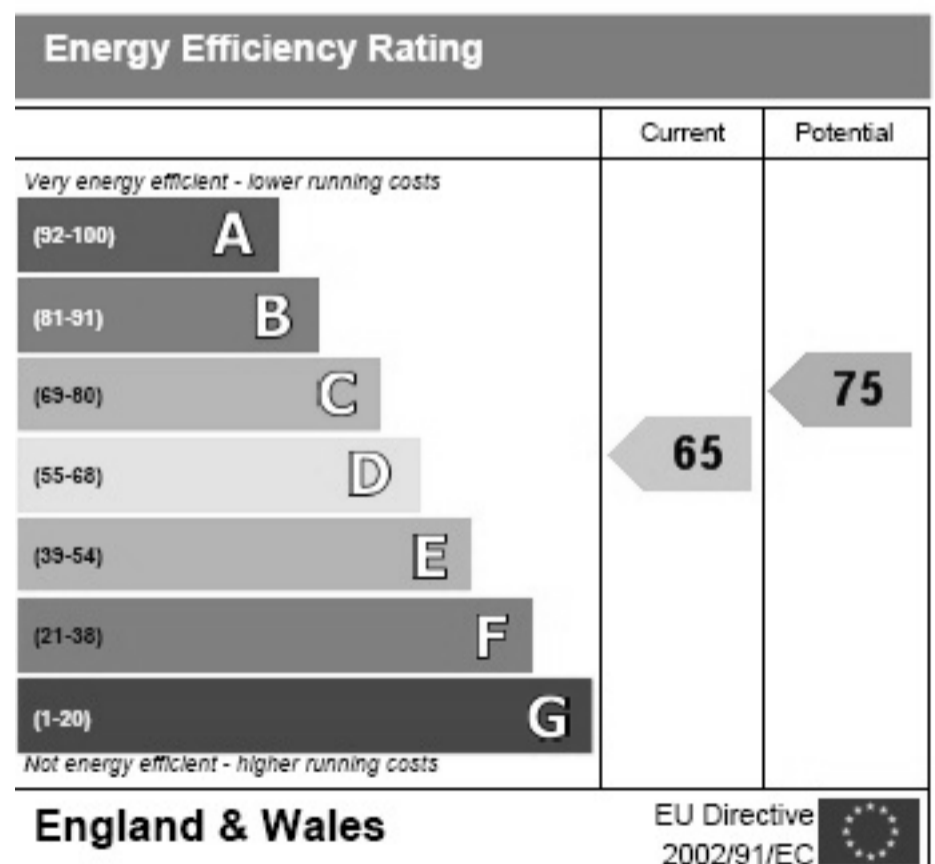 Energy Efficiency Rating
Current Potential
Very energy efficient - lower running costs
(92-100) A
(81-91) B
(69-80) C
75
(55-68) D
65
(39-54) E
(21-38) F
(1-20) G
Not energy efficient - higher running costs
England & Wales
EU Directive
2002/91/EC